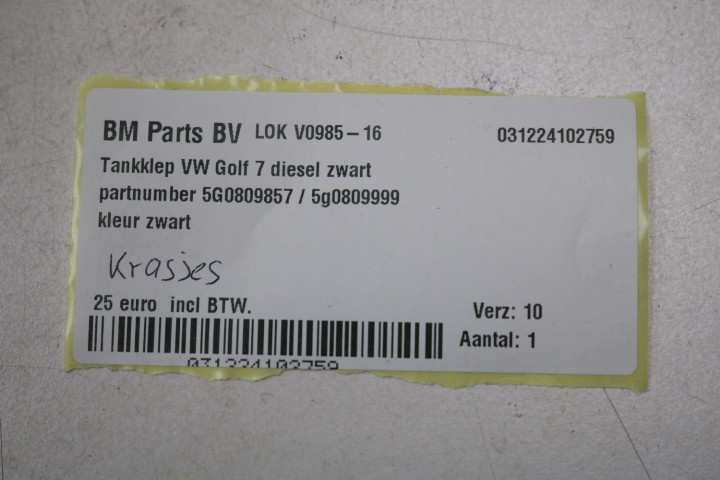 BM Parts BV LOK V0985-16 031224102759
Tankklep VW Golf 7 diesel zwart
partnumber 5G0809857 / 5g0809999
kleur zwart
Krasjes
25 euro incl BTW. Verz: 10
Aantal: 1
031224102759